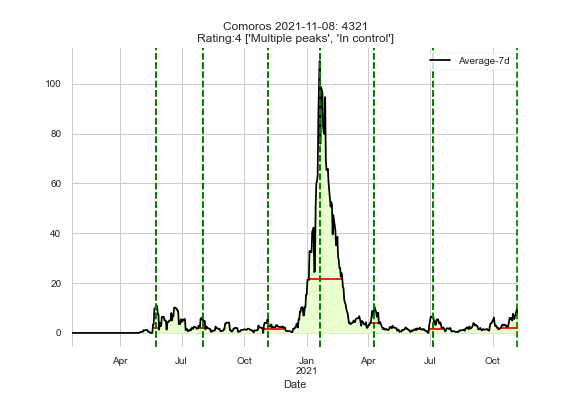 Comoros 2021-11-08: 4321
Rating:4 ['Multiple peaks', 'In control']
Average-7d
100
80
60
40
20
0
Apr
Jul
Oct
Jan
2021
Apr
Jul
Oct
Date